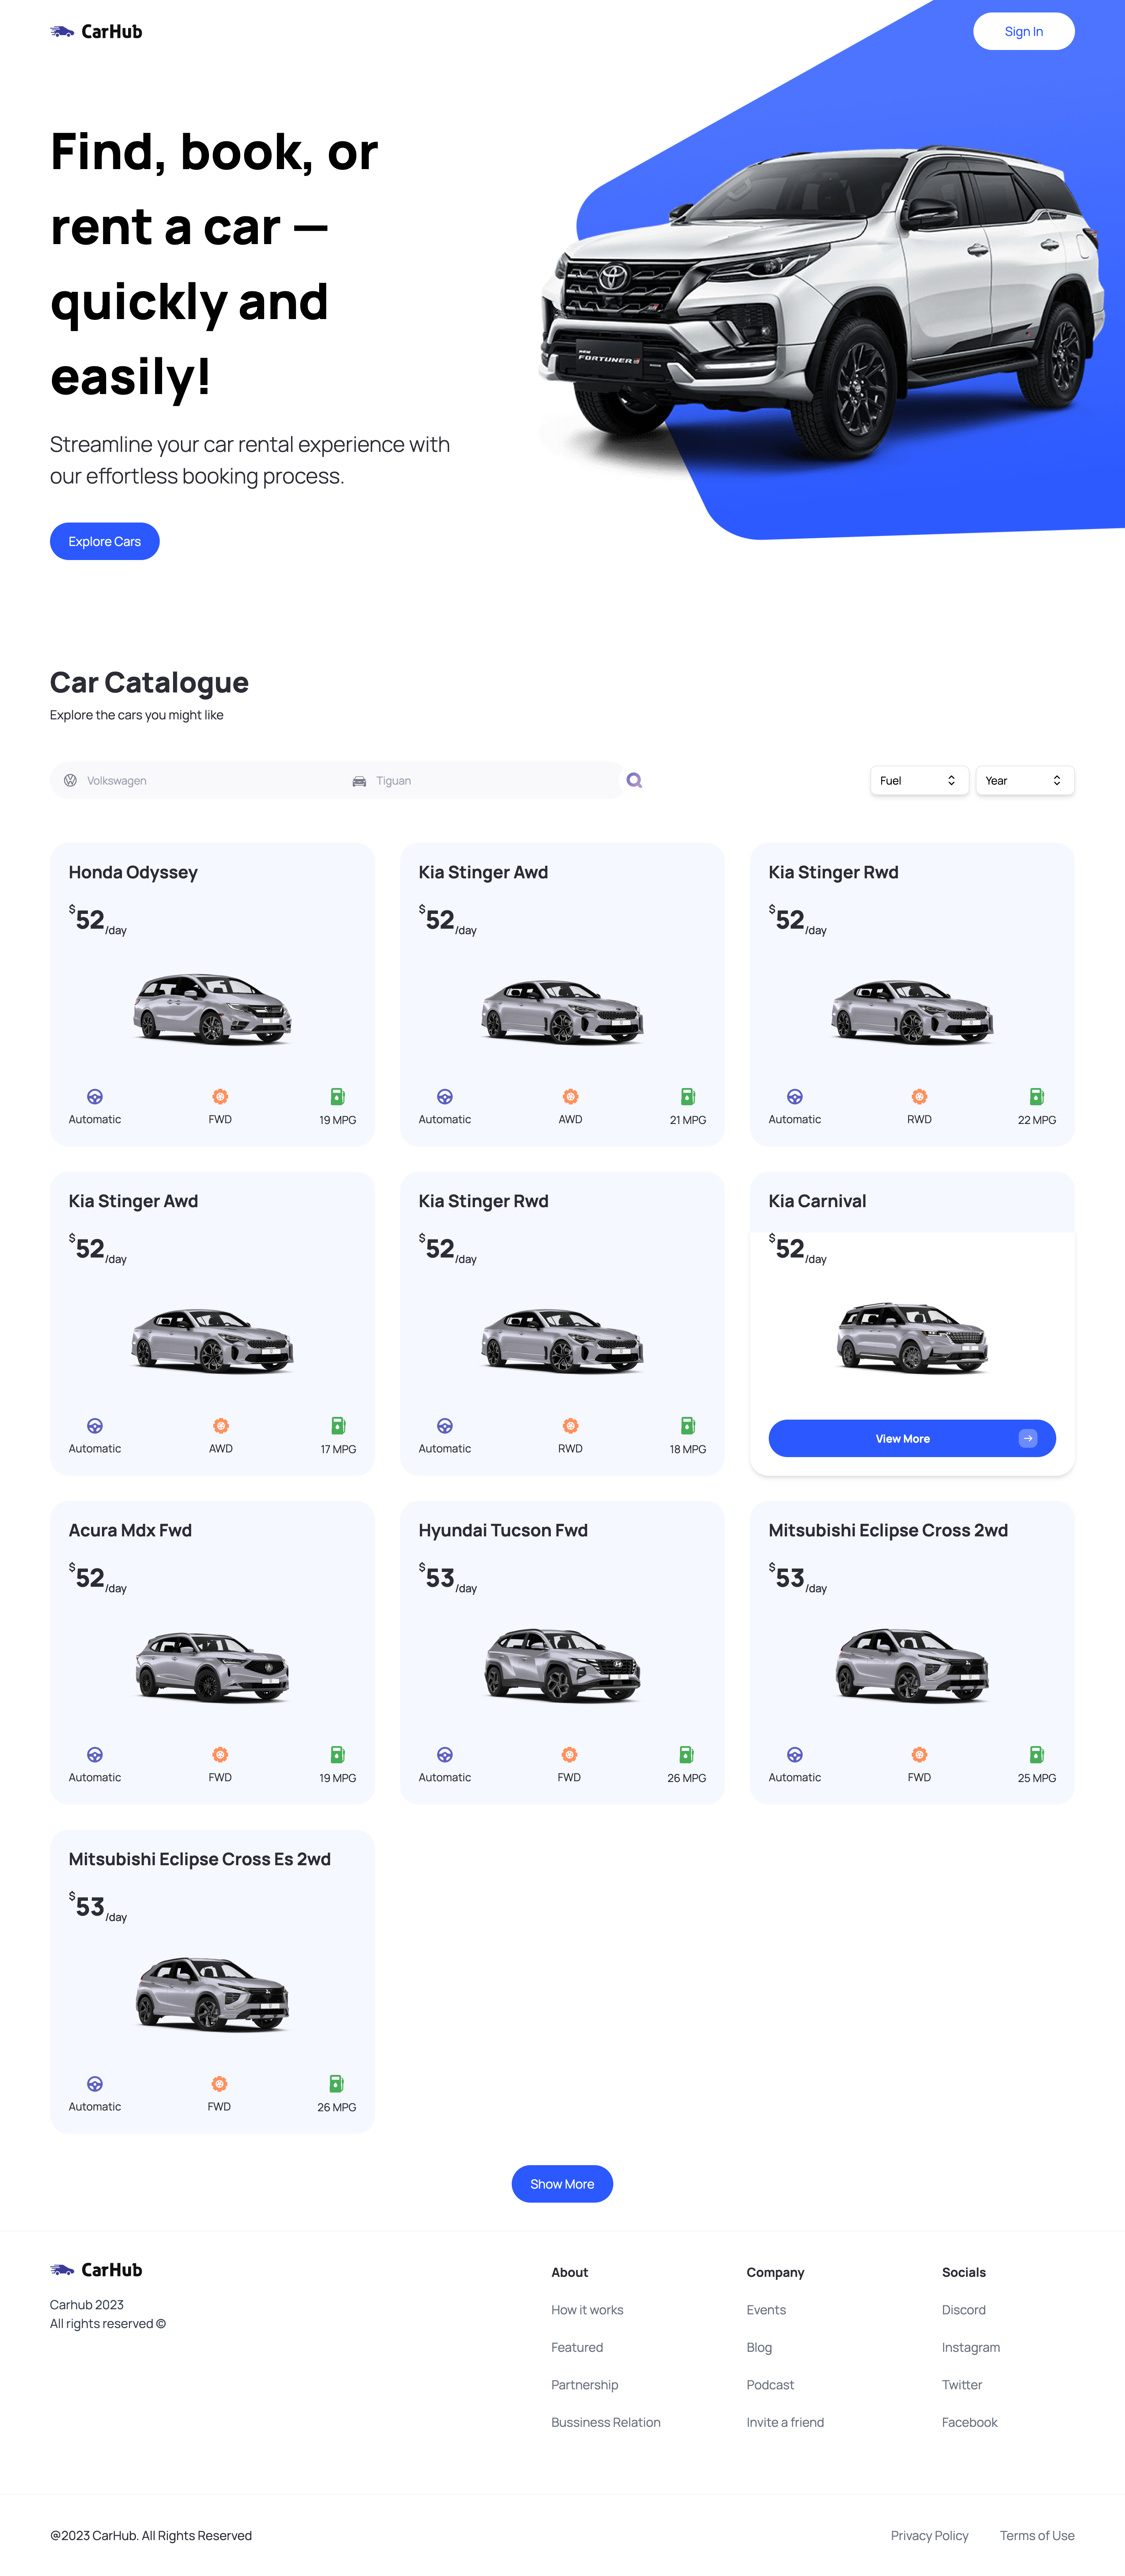 CarHub
Sign In
Find, book, or
rent a car —
quickly and
easily!
NEW
FORTUNER
Streamline your car rental experience with
our effortless booking process.
Explore Cars
Car Catalogue
Explore the cars you might like
Volkswagen
Tiguan
Fuel
Year
Honda Odyssey
$52/day
Automatic
FWD
19 MPG
Kia Stinger Awd
$52/day
Automatic
AWD
21 MPG
Kia Stinger Rwd
$52/day
Automatic
RWD
22 MPG
Kia Stinger Awd
$52/day
Automatic
AWD
17 MPG
Kia Stinger Rwd
$52/day
Automatic
RWD
18 MPG
Kia Carnival
$52/day
View More
Acura Mdx Fwd
$52/day
Automatic
FWD
19 MPG
Hyundai Tucson Fwd
$53/day
Automatic
FWD
26 MPG
Mitsubishi Eclipse Cross 2wd
$53/day
Automatic
FWD
25 MPG
Mitsubishi Eclipse Cross Es 2wd
$53/day
Automatic
FWD
26 MPG
Show More
CarHub
Carhub 2023
All rights reserved ©
About
How it works
Featured
Partnership
Bussiness Relation
Company
Events
Blog
Podcast
Invite a friend
Socials
Discord
Instagram
Twitter
Facebook
@2023 CarHub. All Rights Reserved
Privacy Policy
Terms of Use